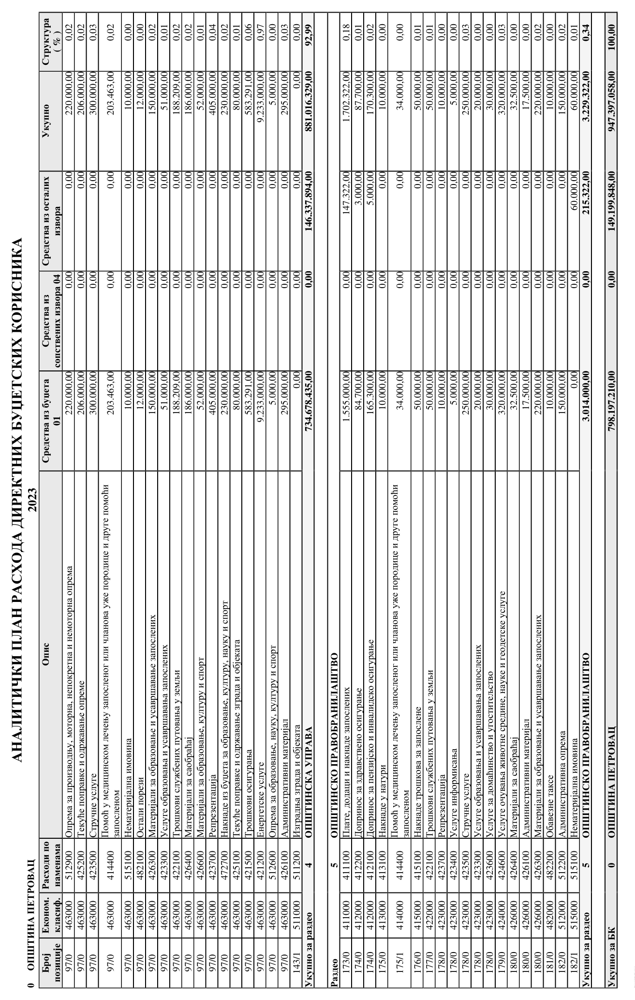 АНАЛИТИЧКИ ПЛАН РАСХОДА ДИРЕКТНИХ БУЏЕТСКИХ КОРИСНИКА
2023
0 ОПШТИНА ПЕТРОВАЦ
Број позиције Економ. класиф. Расходи по наменама Опис Средства из буџета 01 Средства из сопствених извора 04 Средства из осталих извора Укупно Структура ( % )
97/0 463000 512900 Опрема за производњу, моторна, непокретна и немоторна опрема 220.000,00 0,00 0,00 220.000,00 0,02
97/0 463000 425200 Текуће поправке и одржавање опреме 206.000,00 0,00 0,00 206.000,00 0,02
97/0 463000 423500 Стручне услуге 300.000,00 0,00 0,00 300.000,00 0,03
97/0 463000 414400 Помоћ у медицинском лечењу запосленог или чланова уже породице и друге помоћи запосленом 203.463,00 0,00 0,00 203.463,00 0,02
97/0 463000 515100 Нематеријална имовина 10.000,00 0,00 0,00 10.000,00 0,00
97/0 463000 482100 Остали порези 12.000,00 0,00 0,00 12.000,00 0,00
97/0 463000 426300 Материјали за образовање и усавршавање запослених 150.000,00 0,00 0,00 150.000,00 0,02
97/0 463000 423300 Услуге образовања и усавршавања запослених 51.000,00 0,00 0,00 51.000,00 0,01
97/0 463000 422100 Трошкови службених путовања у земљи 188.209,00 0,00 0,00 188.209,00 0,02
97/0 463000 426400 Материјали за саобраћај 186.000,00 0,00 0,00 186.000,00 0,02
97/0 463000 426600 Материјали за образовање, културу и спорт 52.000,00 0,00 0,00 52.000,00 0,01
97/0 463000 423700 Репрезентација 405.000,00 0,00 0,00 405.000,00 0,04
97/0 463000 472700 Накнаде из буџета за образовање, културу, науку и спорт 230.000,00 0,00 0,00 230.000,00 0,02
97/0 463000 425100 Текуће поправке и одржавање зграда и објеката 80.000,00 0,00 0,00 80.000,00 0,01
97/0 463000 421500 Трошкови осигурања 583.291,00 0,00 0,00 583.291,00 0,06
97/0 463000 421200 Енергетске услуге 9.233.000,00 0,00 0,00 9.233.000,00 0,97
97/0 463000 512600 Опрема за образовање, науку, културу и спорт 5.000,00 0,00 0,00 5.000,00 0,00
97/0 463000 426100 Административни материјал 295.000,00 0,00 0,00 295.000,00 0,03
143/1 511000 511200 Изградња зграда и објеката 0,00 0,00 0,00 0,00 0,00
Укупно за раздео 4 ОПШТИНСКА УПРАВА 734.678.435,00 0,00 146.337.894,00 881.016.329,00 92,99
Раздео 5 ОПШТИНСКО ПРАВОБРАНИЛАШТВО
173/0 411000 411100 Плате, додаци и накнаде запослених 1.555.000,00 0,00 147.322,00 1.702.322,00 0,18
174/0 412000 412200 Допринос за здравствено осигурање 84.700,00 0,00 3.000,00 87.700,00 0,01
174/0 412000 412100 Допринос за пензијско и инвалидско осигурање 165.300,00 0,00 5.000,00 170.300,00 0,02
175/0 413000 413100 Накнаде у натури 10.000,00 0,00 0,00 10.000,00 0,00
175/1 414000 414400 Помоћ у медицинском лечењу запосленог или чланова уже породице и друге помоћи запосленом 34.000,00 0,00 0,00 34.000,00 0,00
176/0 415000 415100 Накнаде трошкова за запослене 50.000,00 0,00 0,00 50.000,00 0,01
177/0 422000 422100 Трошкови службених путовања у земљи 50.000,00 0,00 0,00 50.000,00 0,01
178/0 423000 423700 Репрезентација 10.000,00 0,00 0,00 10.000,00 0,00
178/0 423000 423400 Услуге информисања 5.000,00 0,00 0,00 5.000,00 0,00
178/0 423000 423500 Стручне услуге 250.000,00 0,00 0,00 250.000,00 0,03
178/0 423000 423300 Услуге образовања и усавршавања запослених 20.000,00 0,00 0,00 20.000,00 0,00
178/0 423000 423600 Услуге за домаћинство и угоститељство 30.000,00 0,00 0,00 30.000,00 0,00
179/0 424000 424600 Услуге очувања животне средине, науке и геодетске услуге 320.000,00 0,00 0,00 320.000,00 0,03
180/0 426000 426400 Материјали за саобраћај 32.500,00 0,00 0,00 32.500,00 0,00
180/0 426000 426100 Административни материјал 17.500,00 0,00 0,00 17.500,00 0,00
180/0 426000 426300 Материјали за образовање и усавршавање запослених 220.000,00 0,00 0,00 220.000,00 0,02
181/0 482000 482200 Обавезне таксе 10.000,00 0,00 0,00 10.000,00 0,00
182/0 512000 512200 Административна опрема 150.000,00 0,00 0,00 150.000,00 0,02
182/1 515000 515100 Нематеријална имовина 0,00 0,00 60.000,00 60.000,00 0,01
Укупно за раздео 5 ОПШТИНСКО ПРАВОБРАНИЛАШТВО 3.014.000,00 0,00 215.322,00 3.229.322,00 0,34
Укупно за БК 0 ОПШТИНА ПЕТРОВАЦ 798.197.210,00 0,00 149.199.848,00 947.397.058,00 100,00